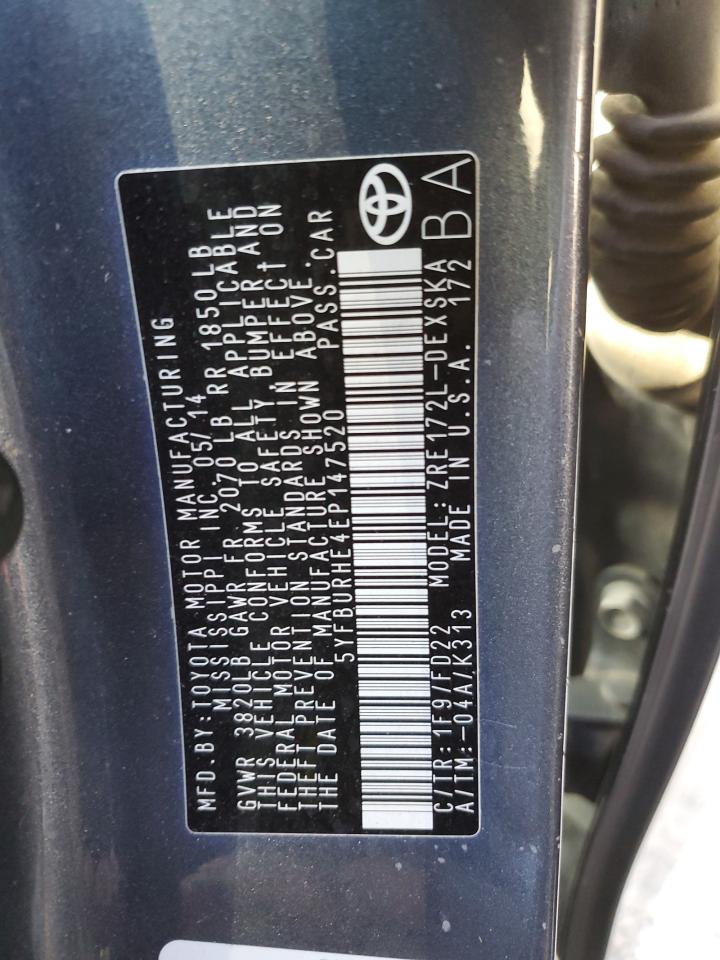 MFD.BY:TOYOTA MOTOR MANUFACTURING
MISSISSIPPI INC 05/14
GVWR 3820LB GAWR FR 2070LB RR 1850LB
THIS VEHICLE CONFORMS TO ALL APPLICABLE
FEDERAL MOTOR VEHICLE SAFETY, BUMPER AND
THEFT PREVENTION STANDARDS IN EFFECT ON
THE DATE OF MANUFACTURE SHOWN ABOVE.
5YFBURHE4EP147520 PASS.CAR
C/TR: 1F9/FD22 MODEL: ZRE172L-DEXSKA
A/TM: -04A/K313 MADE IN U.S.A. 172
BA